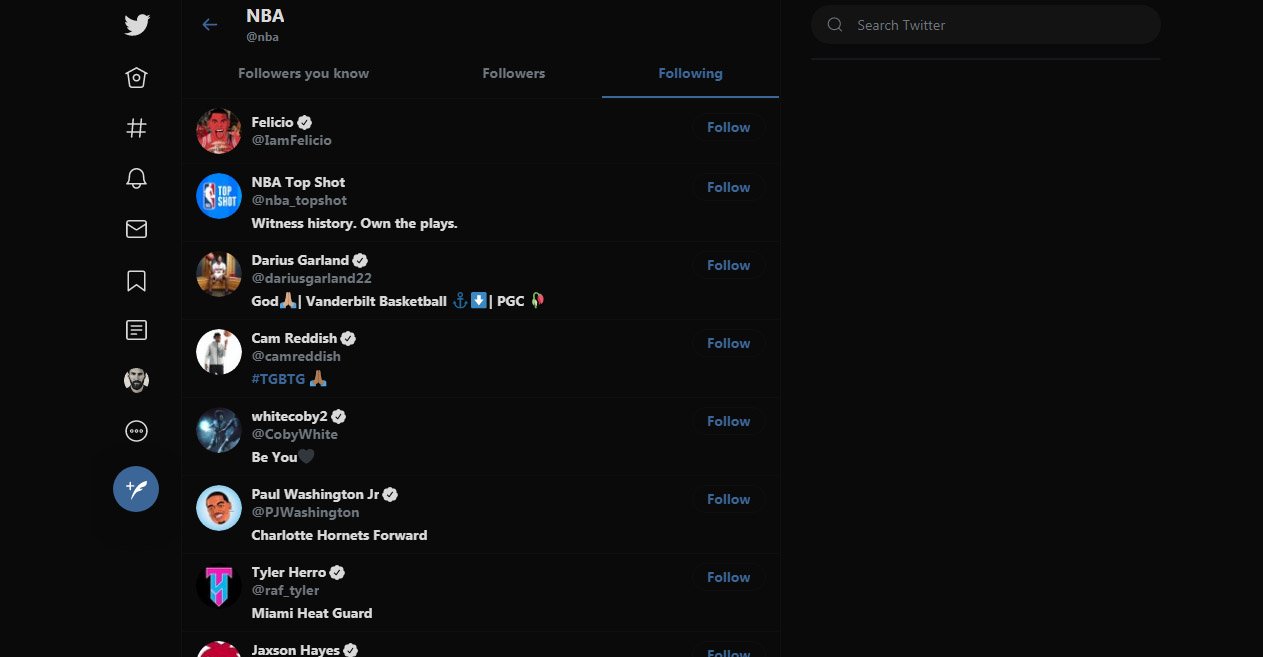 NBA
@nba
Search Twitter
Followers you know
Followers
Following
Felicio
@IamFelicio
Follow
TOP
SHOT
NBA Top Shot
@nba_topshot
Witness history. Own the plays.
Follow
Darius Garland
@dariusgarland22
God🙏🏽| Vanderbilt Basketball ⚓️⬇️| PGC 🥀
Follow
Cam Reddish
@camreddish
#TGBTG 🙏🏽
Follow
whitecoby2
@CobyWhite
Be You🖤
Follow
Paul Washington Jr
@PJWashington
Charlotte Hornets Forward
Follow
Tyler Herro
@raf_tyler
Miami Heat Guard
Follow
Jaxson Hayes
Follow